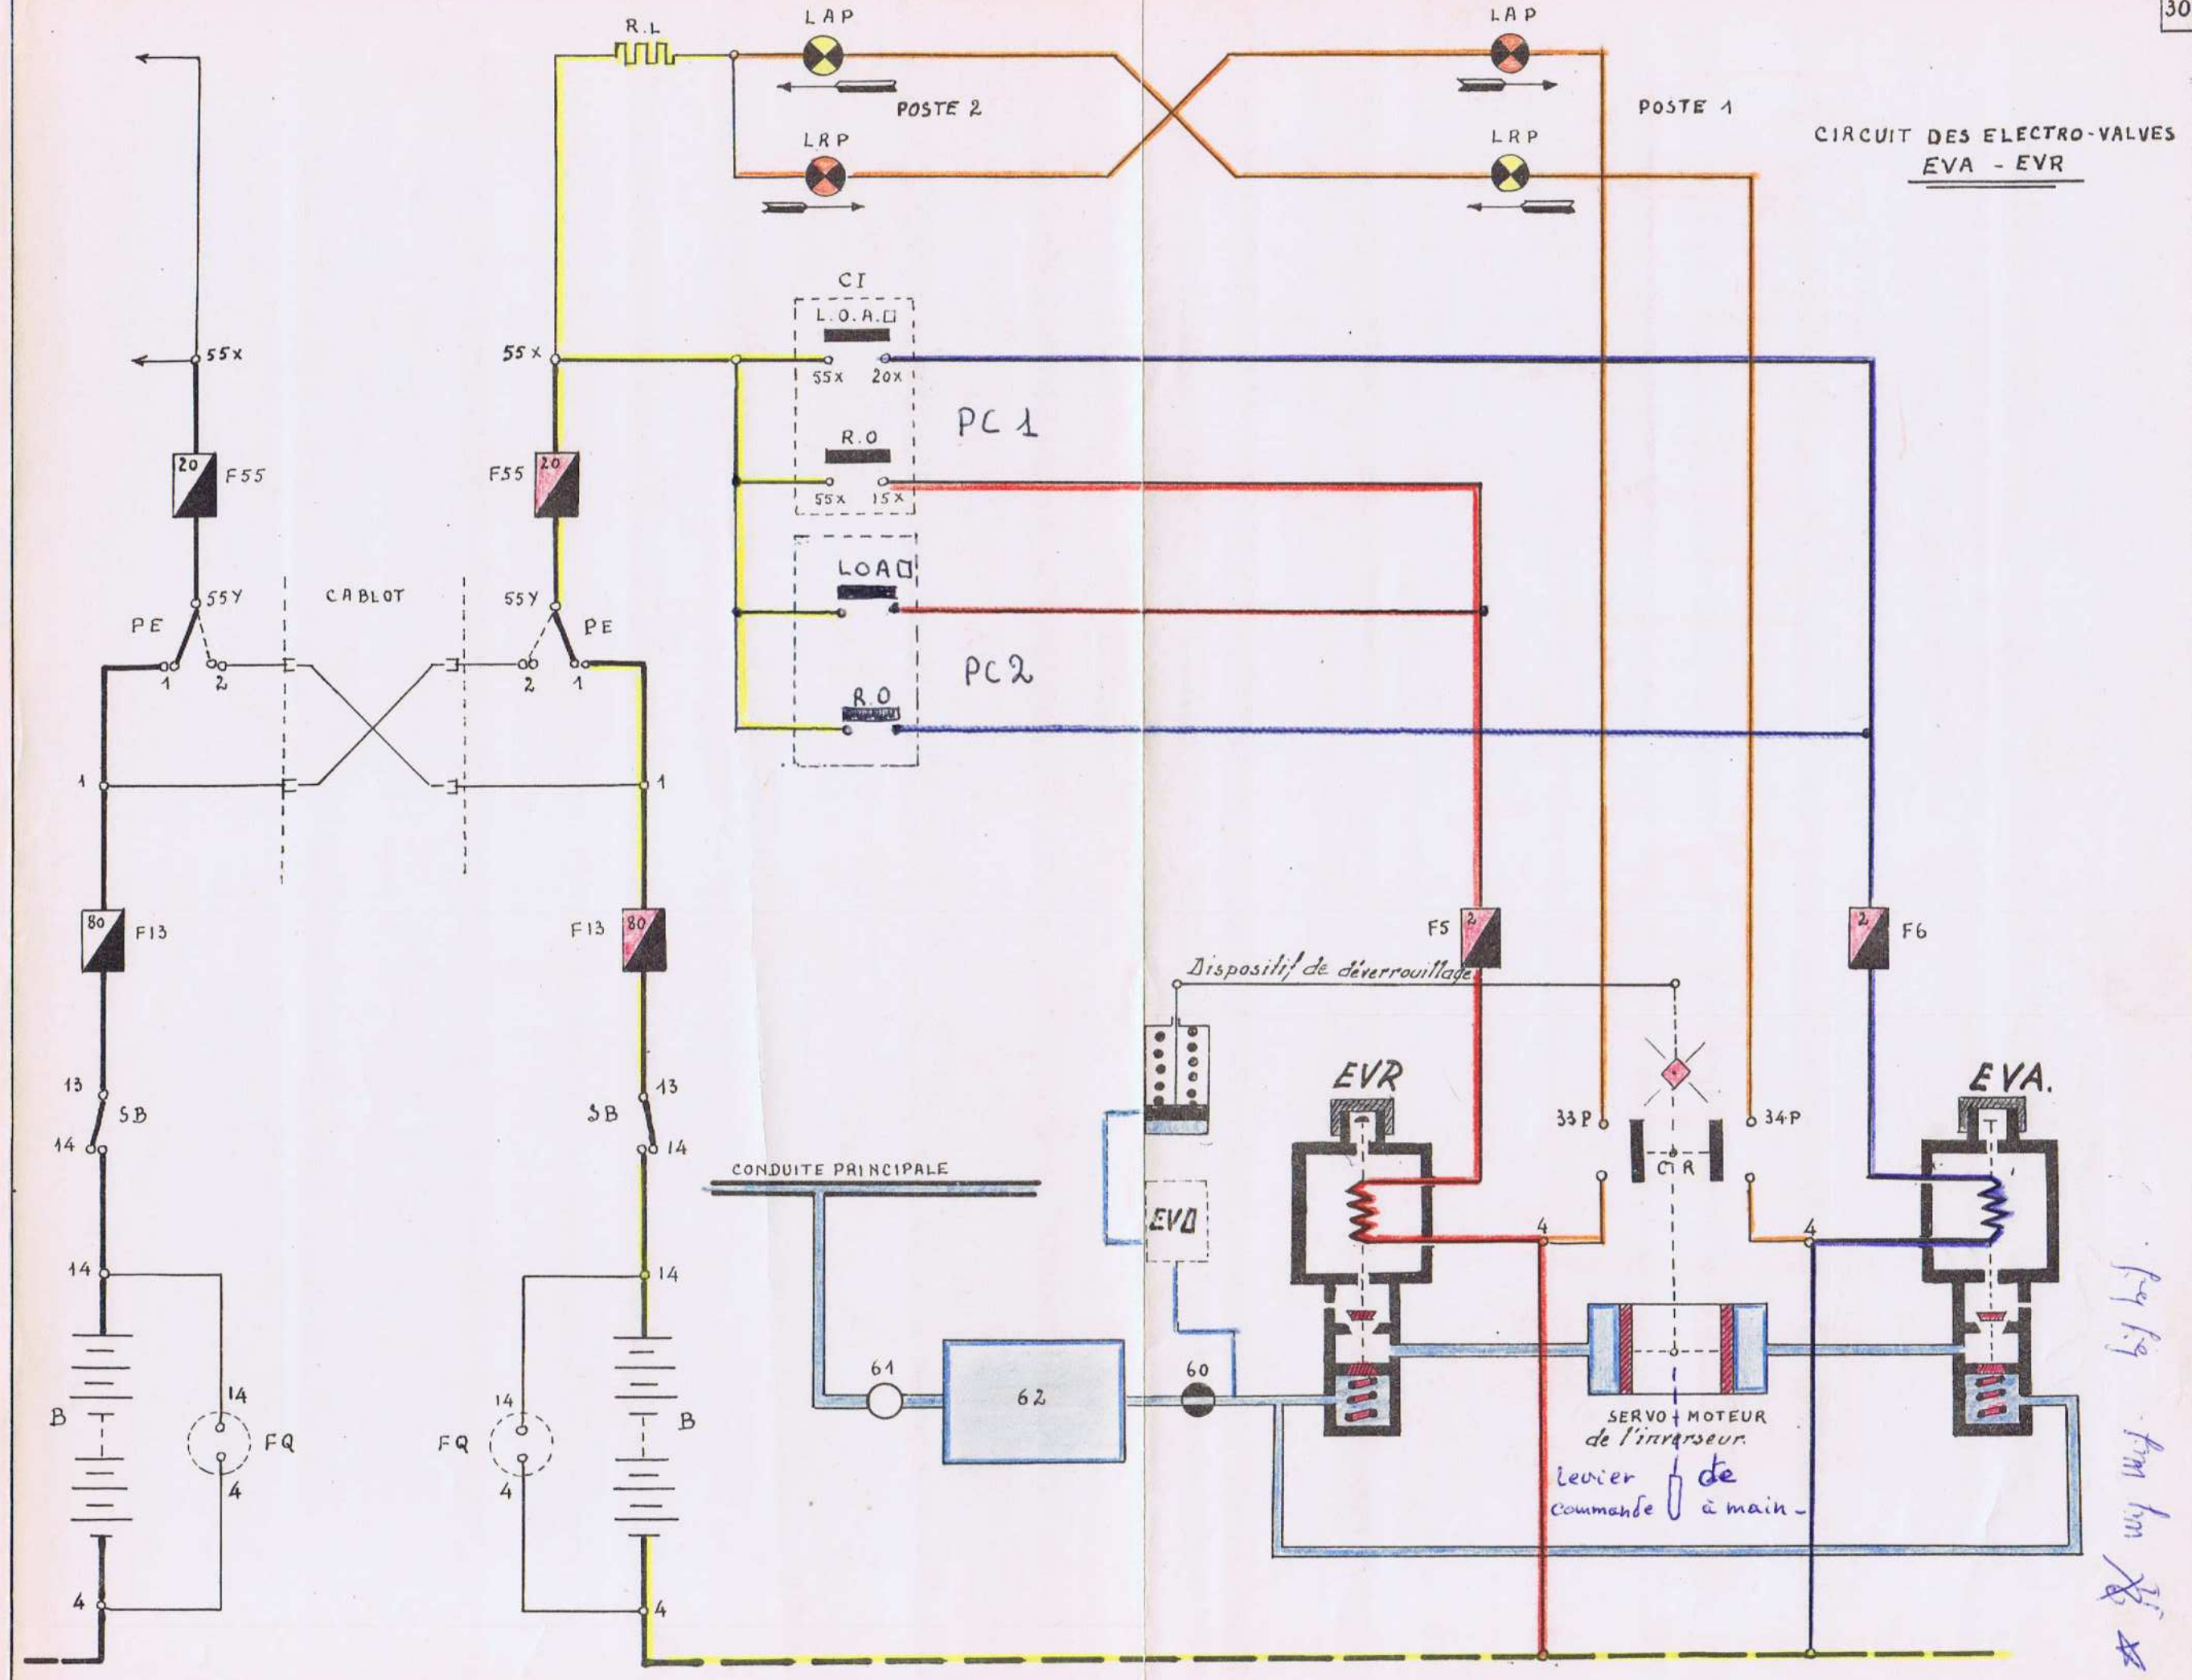 30
R.L
LAP
LAP
POSTE 2
POSTE 1
LRP
LRP
CIRCUIT DES ELECTRO-VALVES
EVA - EVR
CI
L.O.A.□
55X
55X
55X 20X
PC 1
R.O
20
F55
F55
20
55X 15X
LOA□
55Y
CABLOT
55Y
PE
PE
1
2
2
1
PC2
R.O
1
1
80
F13
F13
80
F5
2
2
F6
Dispositif de déverrouillage
EVR
EVA.
13
SB
14
13
SB
14
33P
34P
CONDUITE PRINCIPALE
CIR
EVD
4
4
14
14
61
62
60
14
B
FQ
4
14
FQ
B
4
SERVO-MOTEUR
de l'inverseur.
Levier de
commande à main-
4
4